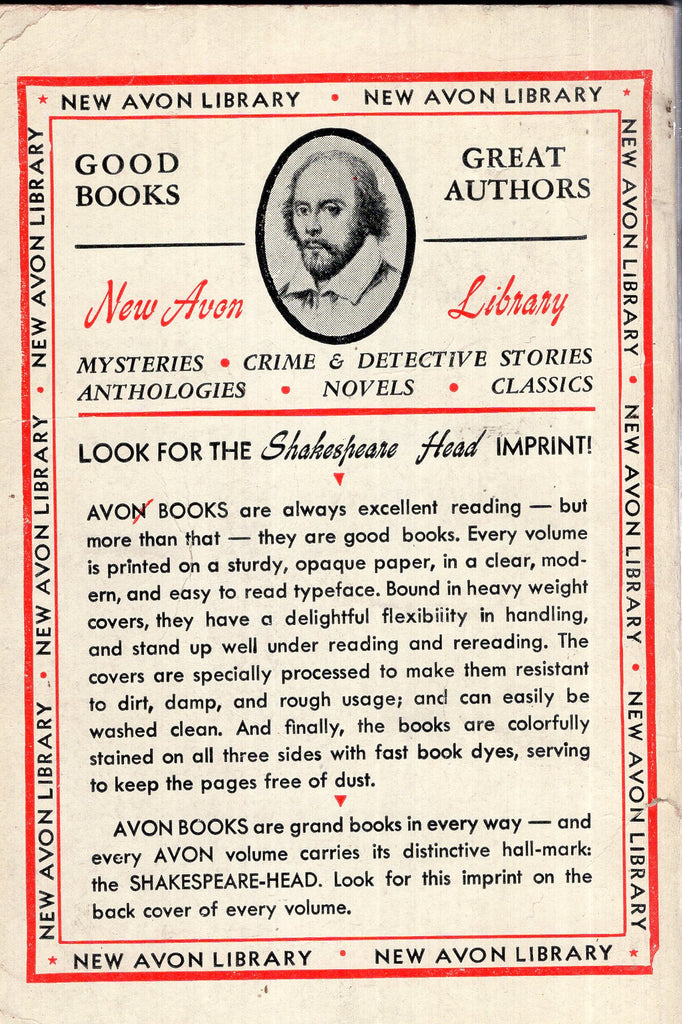 ★ NEW AVON LIBRARY • NEW AVON LIBRARY ★
NEW AVON LIBRARY • NEW AVON LIBRARY • NEW AVON LIBRARY
NEW AVON LIBRARY • NEW AVON LIBRARY • NEW AVON LIBRARY
GOOD
BOOKS
GREAT
AUTHORS
New Avon Library
MYSTERIES • CRIME & DETECTIVE STORIES
ANTHOLOGIES • NOVELS • CLASSICS
LOOK FOR THE Shakespeare Head IMPRINT!
AVON BOOKS are always excellent reading — but
more than that — they are good books. Every volume
is printed on a sturdy, opaque paper, in a clear, mod-
ern, and easy to read typeface. Bound in heavy weight
covers, they have a delightful flexibility in handling,
and stand up well under reading and rereading. The
covers are specially processed to make them resistant
to dirt, damp, and rough usage; and can easily be
washed clean. And finally, the books are colorfully
stained on all three sides with fast book dyes, serving
to keep the pages free of dust.
AVON BOOKS are grand books in every way — and
every AVON volume carries its distinctive hall-mark:
the SHAKESPEARE-HEAD. Look for this imprint on the
back cover of every volume.
★ NEW AVON LIBRARY • NEW AVON LIBRARY ★